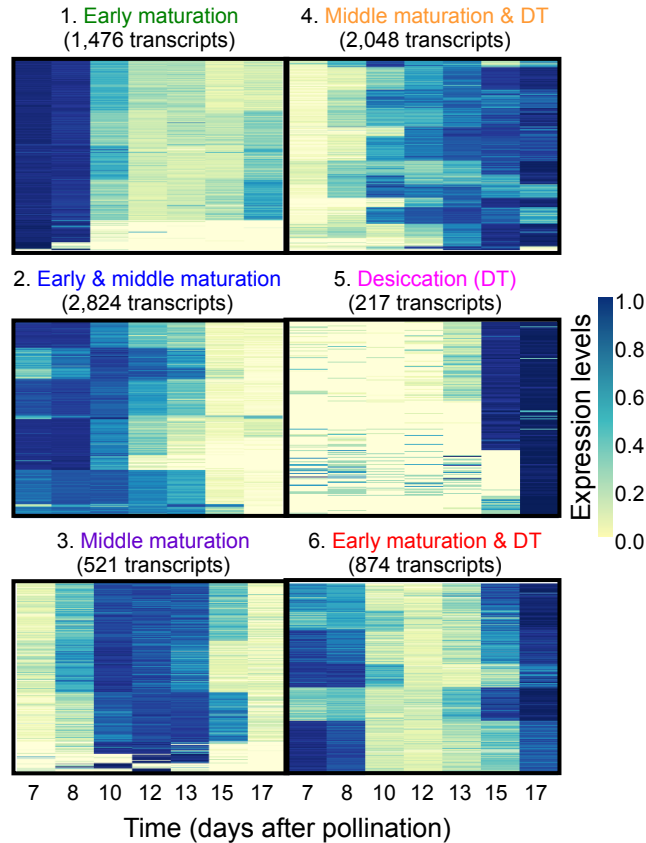 1. Early maturation
(1,476 transcripts)
4. Middle maturation & DT
(2,048 transcripts)
2. Early & middle maturation
(2,824 transcripts)
5. Desiccation (DT)
(217 transcripts)
3. Middle maturation
(521 transcripts)
6. Early maturation & DT
(874 transcripts)
Expression levels
1.0
0.8
0.6
0.4
0.2
0.0
7 8 10 12 13 15 17 7 8 10 12 13 15 17
Time (days after pollination)